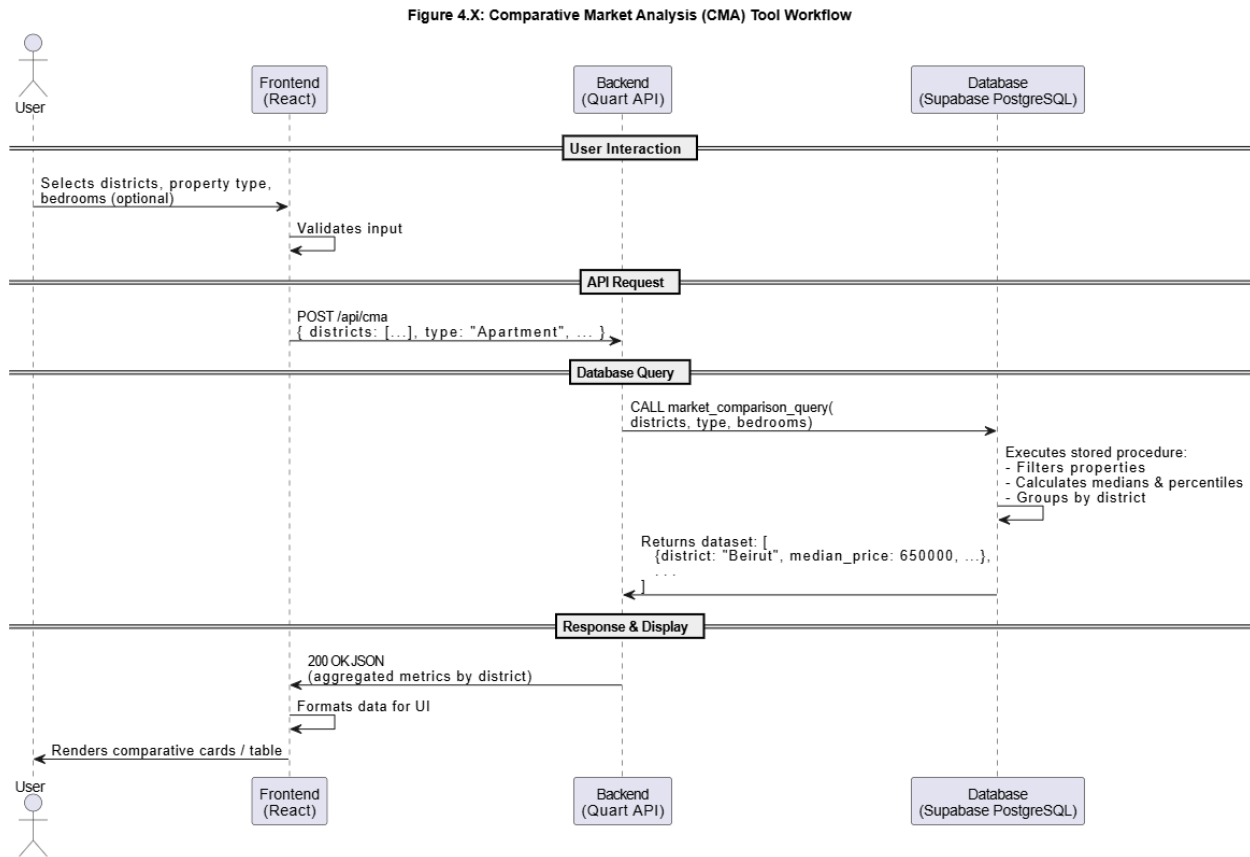 Figure 4.X: Comparative Market Analysis (CMA) Tool Workflow
User
Frontend
(React)
Backend
(Quart API)
Database
(Supabase PostgreSQL)
User Interaction
Selects districts, property type,
bedrooms (optional)
Validates input
API Request
POST /api/cma
{ districts: [...], type: "Apartment", ... }
Database Query
CALL market_comparison_query(
districts, type, bedrooms)
Executes stored procedure:
- Filters properties
- Calculates medians & percentiles
- Groups by district
Returns dataset: [
{district: "Beirut", median_price: 650000, ...},
...
]
Response & Display
200 OK JSON
(aggregated metrics by district)
Formats data for UI
Renders comparative cards / table
User
Frontend
(React)
Backend
(Quart API)
Database
(Supabase PostgreSQL)